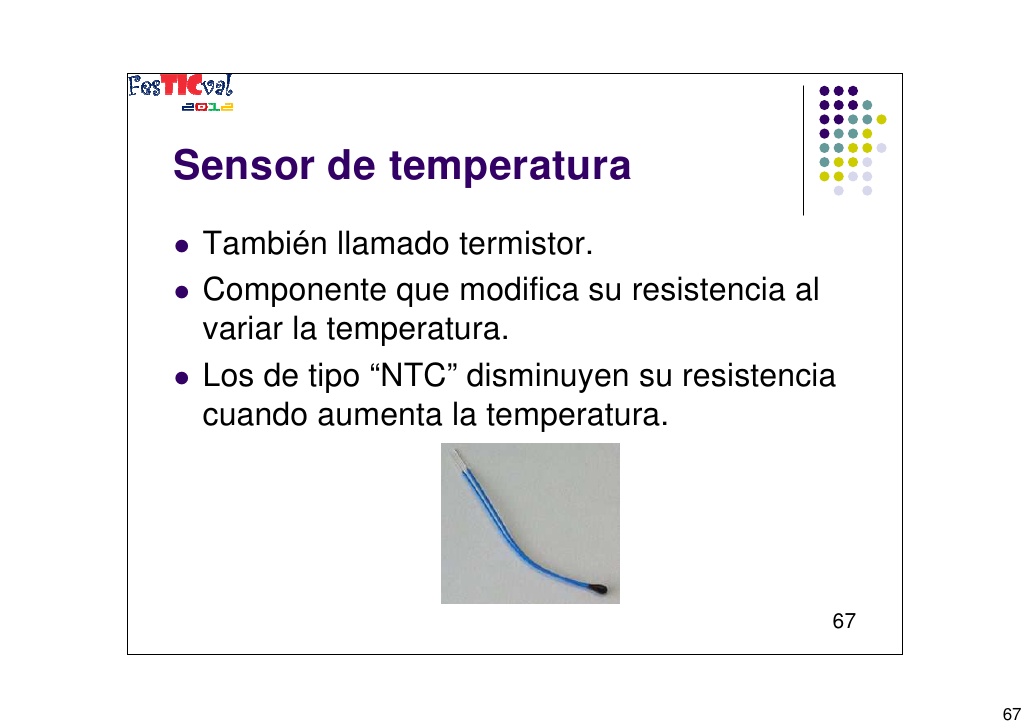 FesTICval
2012
Sensor de temperatura
● También llamado termistor.
● Componente que modifica su resistencia al
variar la temperatura.
● Los de tipo “NTC” disminuyen su resistencia
cuando aumenta la temperatura.
67
67